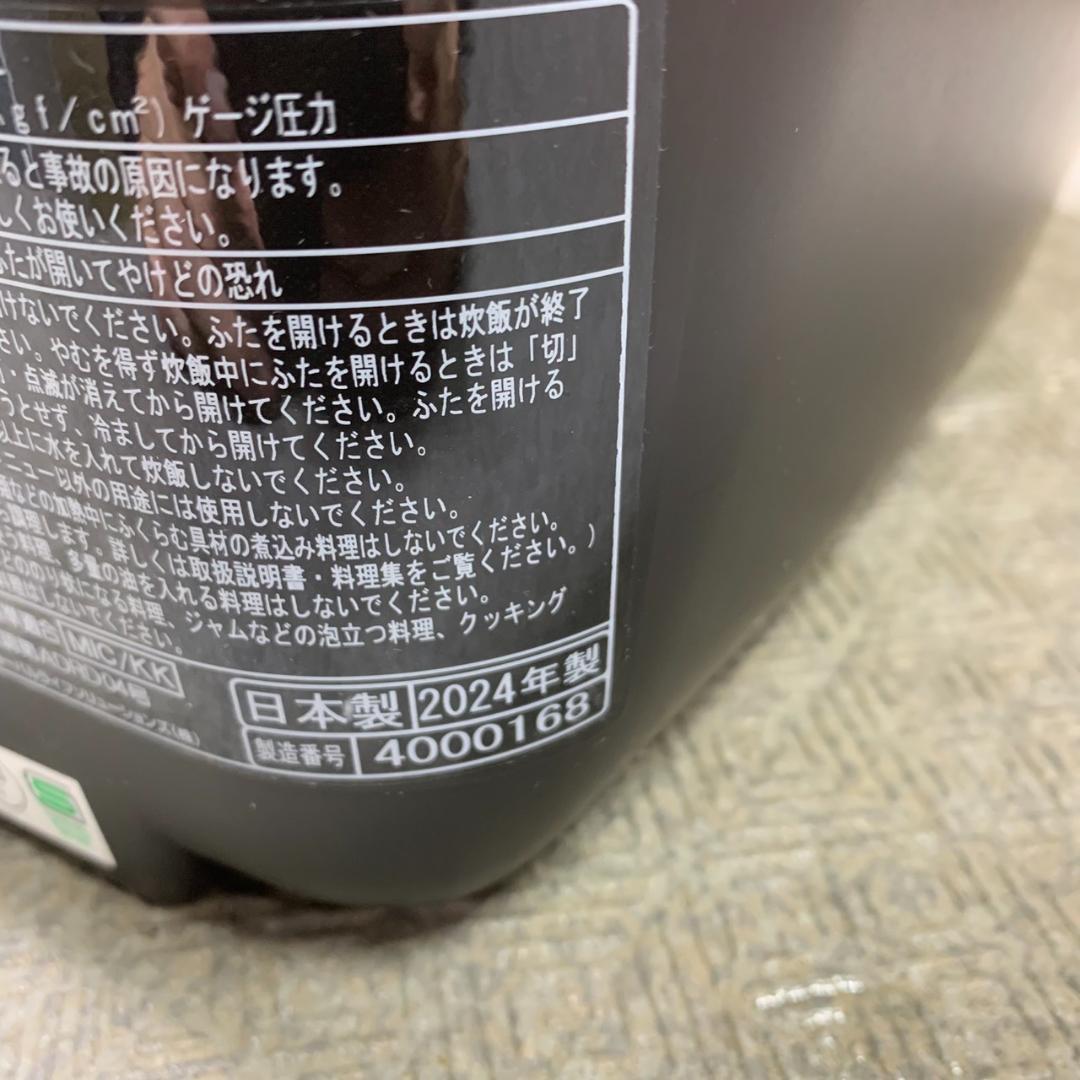 gf/cm²) ゲージ圧力
ると事故の原因になります。
しくお使いください。
ふたが開いてやけどの恐れ
けないでください。ふたを開けるときは炊飯が終了
さい。やむを得ず炊飯中にふたを開けるときは「切」
・点滅が消えてから開けてください。ふたを開ける
うとせず、冷ましてから開けてください。
以上に水を入れて炊飯しないでください。
ニュー以外の用途には使用しないでください。
などの加熱中にふくらむ具材の煮込み料理はしないでください。
調理します。詳しくは取扱説明書・料理集をご覧ください。)
料理、多量の油を入れる料理はしないでください。
どののり状になる料理、ジャムなどの泡立つ料理、クッキング
はしないでください。
MIC/KK
日本製 2024年製
製造番号 4000168